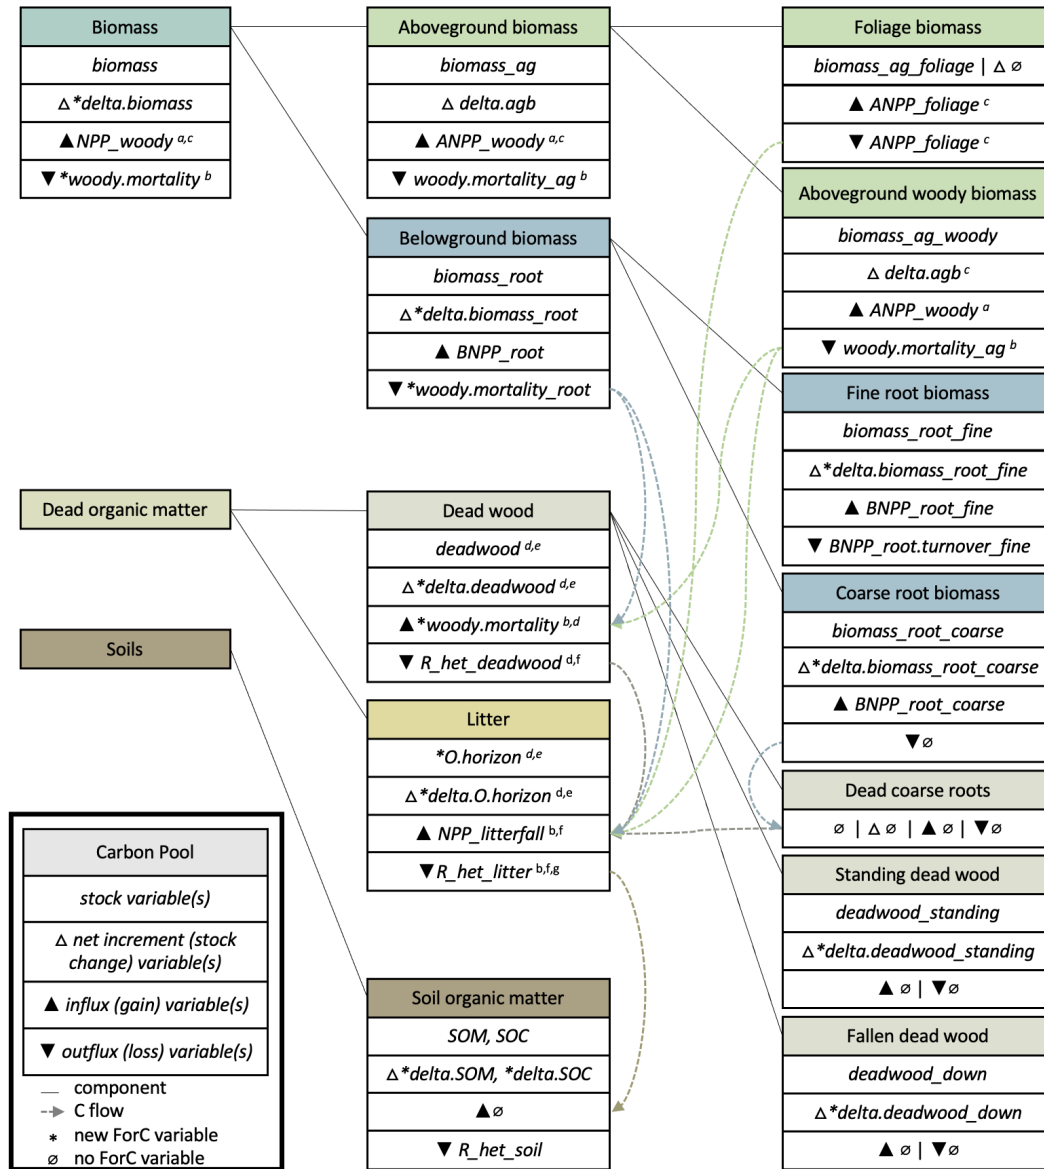 Biomass
biomass
△ *delta.biomass
▲ NPP_woody a,c
▼ *woody.mortality b
Aboveground biomass
biomass_ag
△ delta.agb
▲ ANPP_woody a,c
▼ woody.mortality_ag b
Belowground biomass
biomass_root
△ *delta.biomass_root
▲ BNPP_root
▼ *woody.mortality_root
Foliage biomass
biomass_ag_foliage | △ ∅
▲ ANPP_foliage c
▼ ANPP_foliage c
Aboveground woody biomass
biomass_ag_woody
△ delta.agb c
▲ ANPP_woody a
▼ woody.mortality_ag b
Fine root biomass
biomass_root_fine
△ *delta.biomass_root_fine
▲ BNPP_root_fine
▼ BNPP_root.turnover_fine
Coarse root biomass
biomass_root_coarse
△ *delta.biomass_root_coarse
▲ BNPP_root_coarse
▼ ∅
Dead organic matter
Dead wood
deadwood d,e
△ *delta.deadwood d,e
▲ *woody.mortality b,d
▼ R_het_deadwood d,f
Litter
*O.horizon d,e
△ *delta.O.horizon d,e
▲ NPP_litterfall b,f
▼ R_het_litter b,f,g
Dead coarse roots
∅ | △ ∅ | ▲ ∅ | ▼ ∅
Standing dead wood
deadwood_standing
△ *delta.deadwood_standing
▲ ∅ | ▼ ∅
Fallen dead wood
deadwood_down
△ *delta.deadwood_down
▲ ∅ | ▼ ∅
Soils
Soil organic matter
SOM, SOC
△ *delta.SOM, *delta.SOC
▲ ∅
▼ R_het_soil
Carbon Pool
stock variable(s)
△ net increment (stock
change) variable(s)
▲ influx (gain) variable(s)
▼ outflux (loss) variable(s)
component
C flow
* new ForC variable
∅ no ForC variable